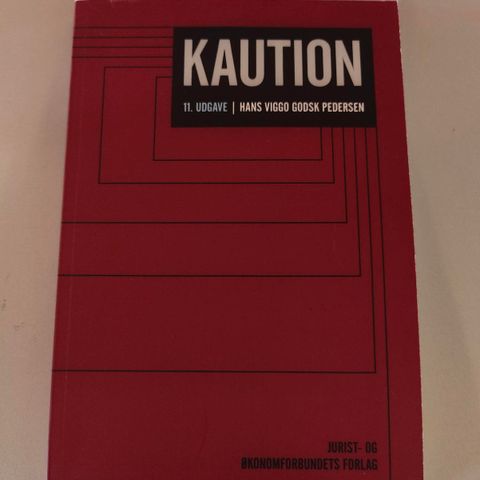 KAUTION
11. UDGAVE | HANS VIGGO GODSK PEDERSEN
JURIST- OG
ØKONOMFORBUNDETS FORLAG